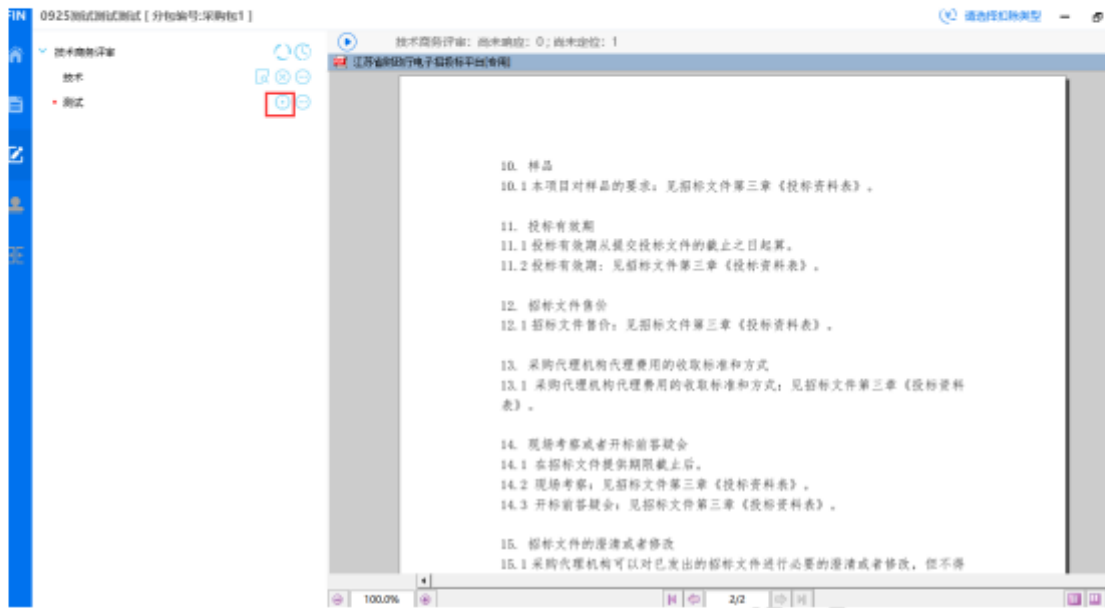 FIN 0925测试测试测试 [ 分包编号:采购包1 ]
请选择扣除类型
技术商务评审
技术
测试
技术商务评审：尚未响应：0；尚未定位：1
江苏省财政厅电子招投标平台[专用]
10. 样品
10.1 本项目对样品的要求：见招标文件第三章《投标资料表》。
11. 投标有效期
11.1 投标有效期从提交投标文件的截止之日起算。
11.2 投标有效期：见招标文件第三章《投标资料表》。
12. 招标文件售价
12.1 招标文件售价：见招标文件第三章《投标资料表》。
13. 采购代理机构代理费用的收取标准和方式
13.1 采购代理机构代理费用的收取标准和方式：见招标文件第三章《投标资料
表》。
14. 现场考察或者开标前答疑会
14.1 在招标文件提供期限截止后。
14.2 现场考察：见招标文件第三章《投标资料表》。
14.3 开标前答疑会：见招标文件第三章《投标资料表》。
15. 招标文件的澄清或者修改
15.1 采购代理机构可以对已发出的招标文件进行必要的澄清或者修改，但不得
100.0%
2/2